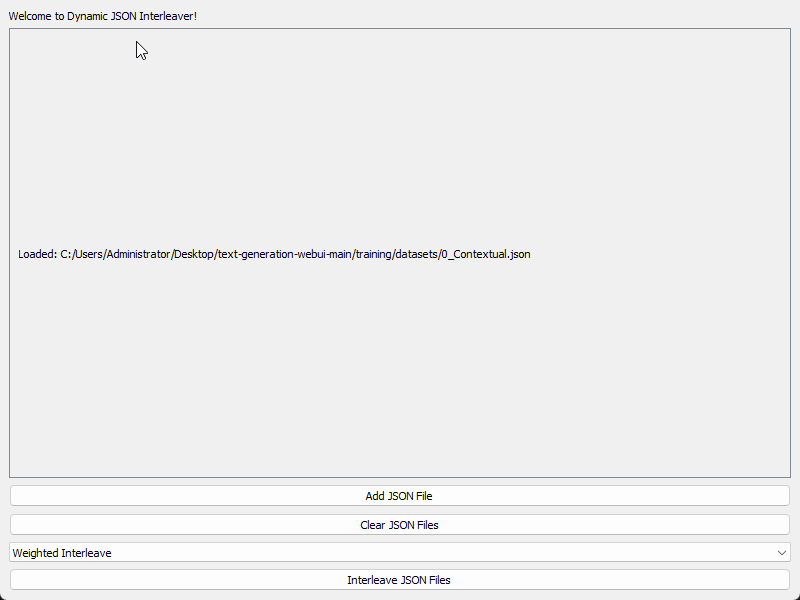 Welcome to Dynamic JSON Interleaver!
Loaded: C:/Users/Administrator/Desktop/text-generation-webui-main/training/datasets/0_Contextual.json
Add JSON File
Clear JSON Files
Weighted Interleave
Interleave JSON Files